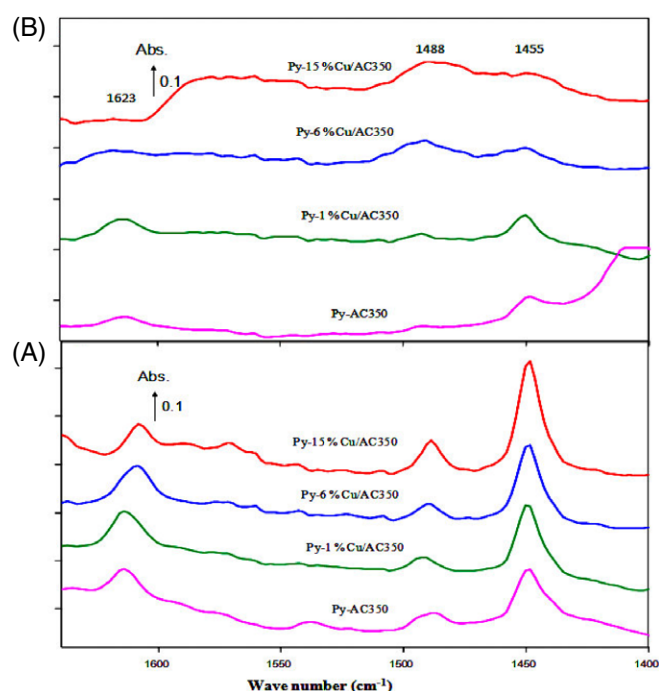 (B)
Abs.
0.1
1623
1488
1455
Py-15%Cu/AC350
Py-6%Cu/AC350
Py-1%Cu/AC350
Py-AC350
(A)
Abs.
0.1
Py-15% Cu/AC350
Py-6%Cu/AC350
Py-1%Cu/AC350
Py-AC350
1600 1550 1500 1450 1400
Wave number (cm⁻¹)